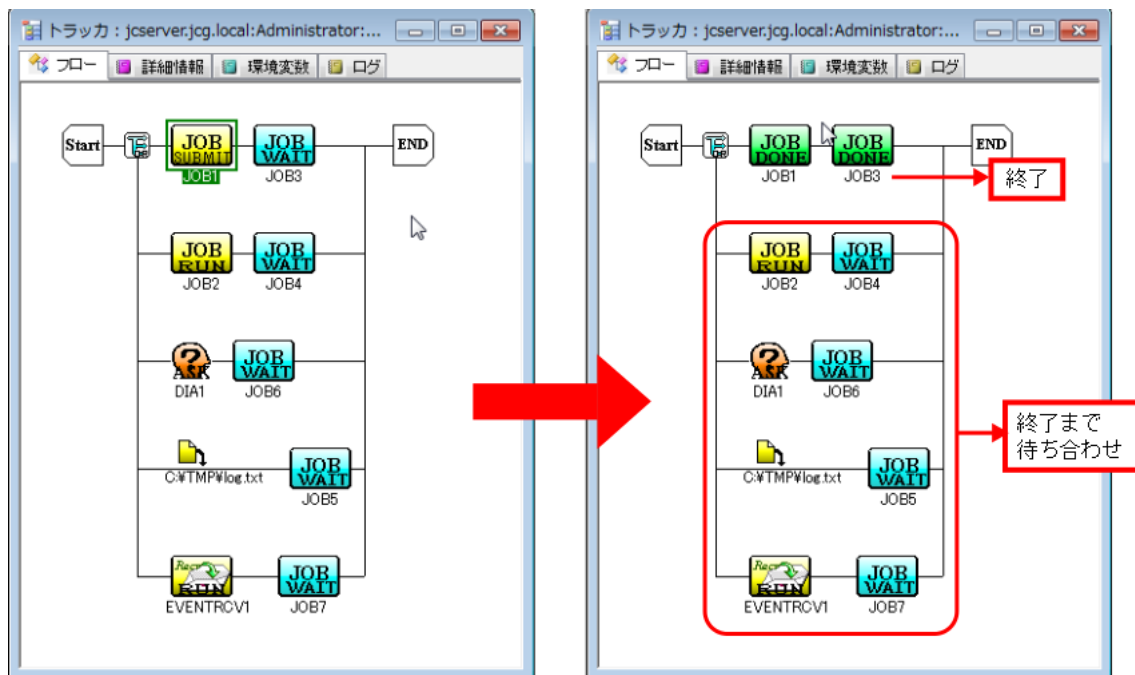 トラッカ : jcserver.jcg.local:Administrator:...
フロー 詳細情報 環境変数 ログ
Start JOB SUBMIT JOB WAIT END
JOB1 JOB3
JOB RUN JOB WAIT
JOB2 JOB4
ASK JOB WAIT
DIA1 JOB6
JOB WAIT
C:¥TMP¥log.txt
JOB5
Recv RUN JOB WAIT
EVENTRCV1 JOB7
トラッカ : jcserver.jcg.local:Administrator:...
フロー 詳細情報 環境変数 ログ
Start JOB DONE JOB DONE END
JOB1 JOB3
終了
JOB RUN JOB WAIT
JOB2 JOB4
ASK JOB WAIT
DIA1 JOB6
終了まで
待ち合わせ
JOB WAIT
C:¥TMP¥log.txt
JOB5
Recv RUN JOB WAIT
EVENTRCV1 JOB7